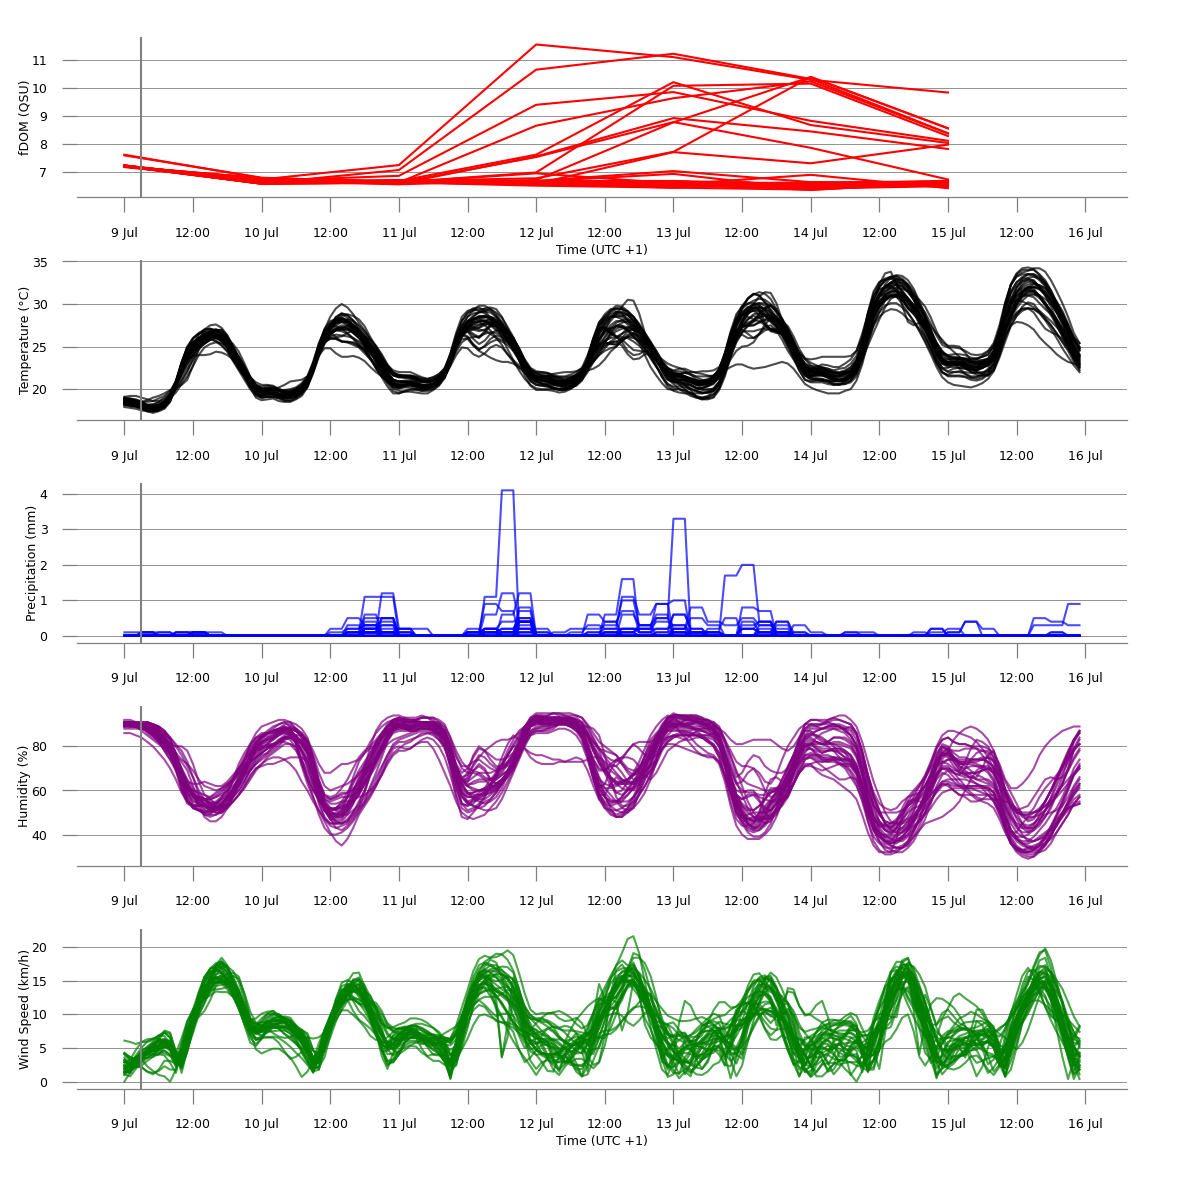 fDOM (QSU)
11
10
9
8
7
9 Jul 12:00 10 Jul 12:00 11 Jul 12:00 12 Jul 12:00 13 Jul 12:00 14 Jul 12:00 15 Jul 12:00 16 Jul
Time (UTC +1)
Temperature (°C)
35
30
25
20
9 Jul 12:00 10 Jul 12:00 11 Jul 12:00 12 Jul 12:00 13 Jul 12:00 14 Jul 12:00 15 Jul 12:00 16 Jul
Precipitation (mm)
4
3
2
1
0
9 Jul 12:00 10 Jul 12:00 11 Jul 12:00 12 Jul 12:00 13 Jul 12:00 14 Jul 12:00 15 Jul 12:00 16 Jul
Humidity (%)
80
60
40
9 Jul 12:00 10 Jul 12:00 11 Jul 12:00 12 Jul 12:00 13 Jul 12:00 14 Jul 12:00 15 Jul 12:00 16 Jul
Wind Speed (km/h)
20
15
10
5
0
9 Jul 12:00 10 Jul 12:00 11 Jul 12:00 12 Jul 12:00 13 Jul 12:00 14 Jul 12:00 15 Jul 12:00 16 Jul
Time (UTC +1)